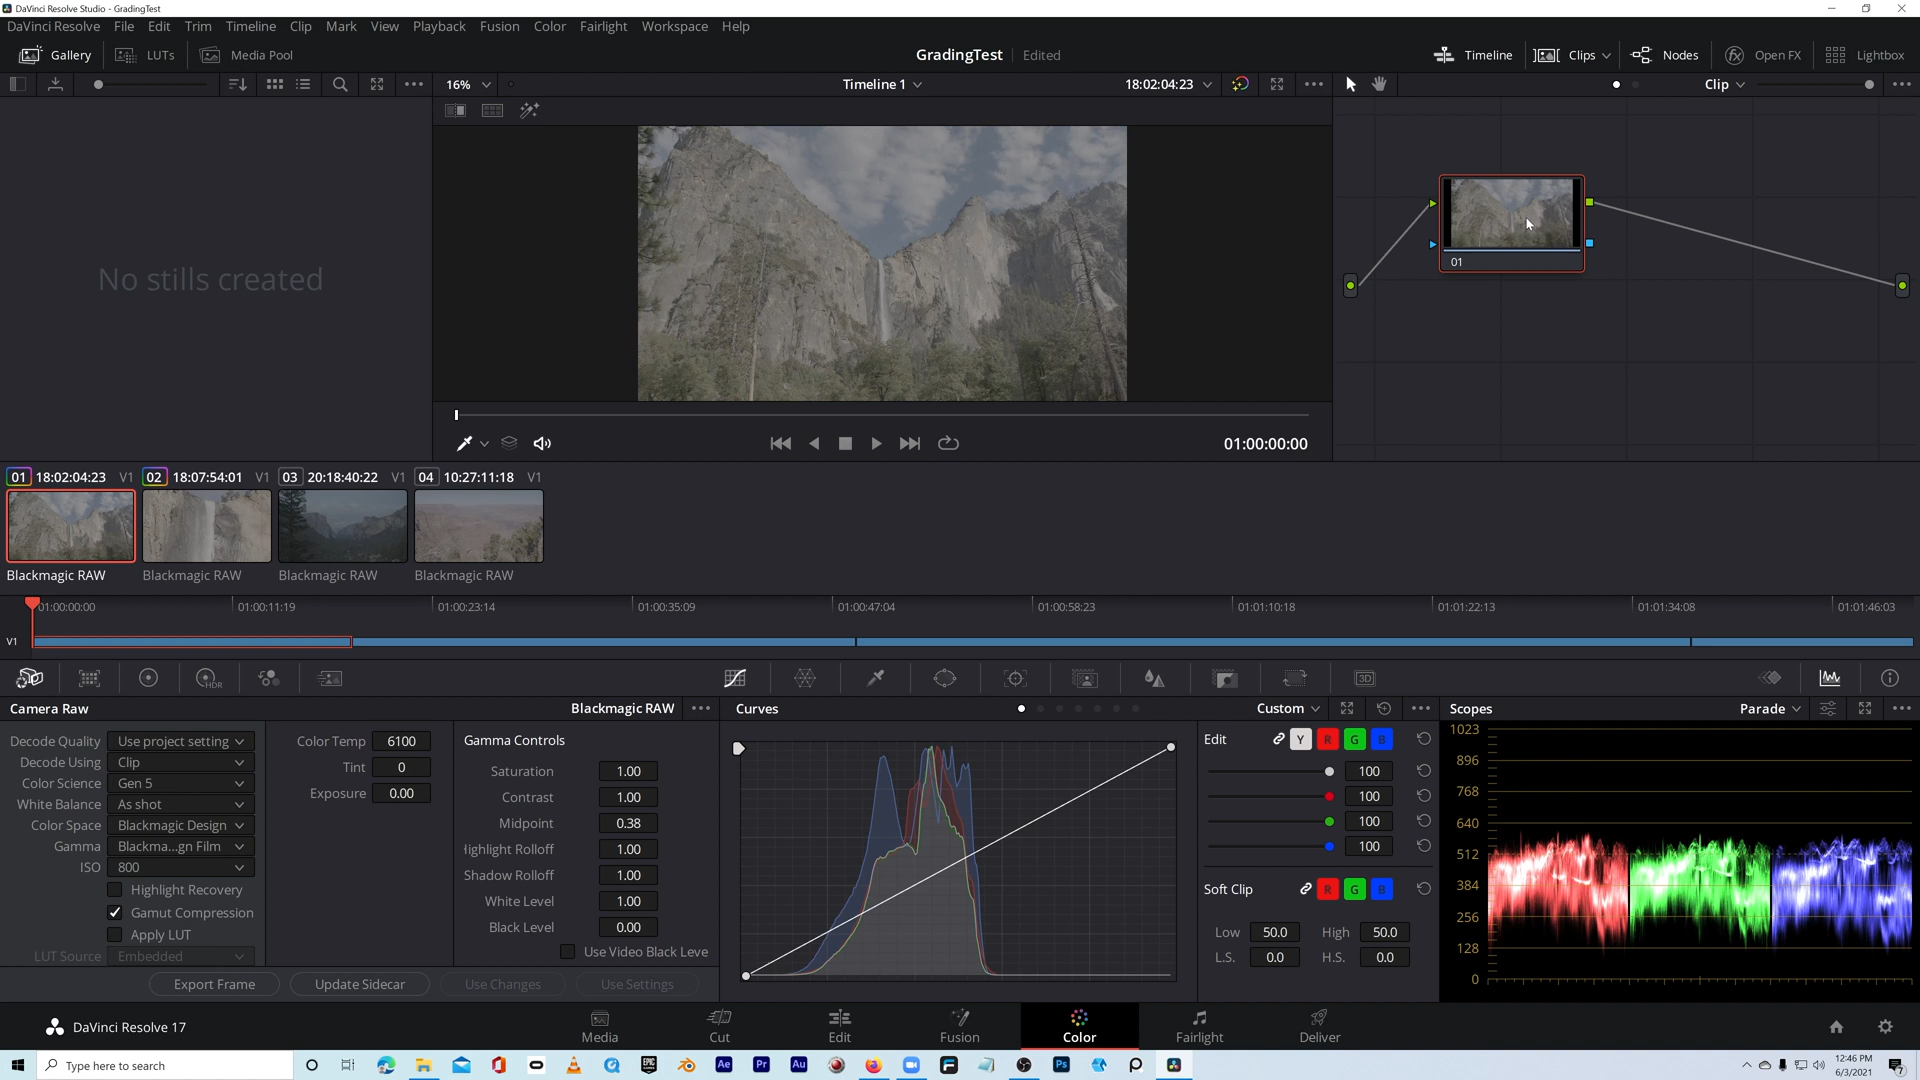 DaVinci Resolve Studio - GradingTest
DaVinci Resolve File Edit Trim Timeline Clip Mark View Playback Fusion Color Fairlight Workspace Help
Gallery LUTs Media Pool GradingTest Edited Timeline Clips Nodes Open FX Lightbox
16% Timeline 1 18:02:04:23 Clip
No stills created
01
01:00:00:00
01 18:02:04:23 V1 02 18:07:54:01 V1 03 20:18:40:22 V1 04 10:27:11:18 V1
Blackmagic RAW Blackmagic RAW Blackmagic RAW Blackmagic RAW
01:00:00:00 01:00:11:19 01:00:23:14 01:00:35:09 01:00:47:04 01:00:58:23 01:01:10:18 01:01:22:13 01:01:34:08 01:01:46:03
V1
HDR 3D
Camera Raw Blackmagic RAW Curves Custom Scopes Parade
Decode Quality Use project setting
Decode Using Clip
Color Science Gen 5
White Balance As shot
Color Space Blackmagic Design
Gamma Blackma...gn Film
ISO 800
Highlight Recovery
Gamut Compression
Apply LUT
LUT Source Embedded
Color Temp 6100
Tint 0
Exposure 0.00
Gamma Controls
Saturation 1.00
Contrast 1.00
Midpoint 0.38
Highlight Rolloff 1.00
Shadow Rolloff 1.00
White Level 1.00
Black Level 0.00
Use Video Black Leve
Export Frame Update Sidecar Use Changes Use Settings
Edit Y R G B
100
100
100
100
Soft Clip R G B
Low 50.0 High 50.0
L.S. 0.0 H.S. 0.0
1023
896
768
640
512
384
256
128
0
DaVinci Resolve 17 Media Cut Edit Fusion Color Fairlight Deliver
Type here to search
EPIC GAMES Ae Pr Au Ps
12:46 PM
6/3/2021
7